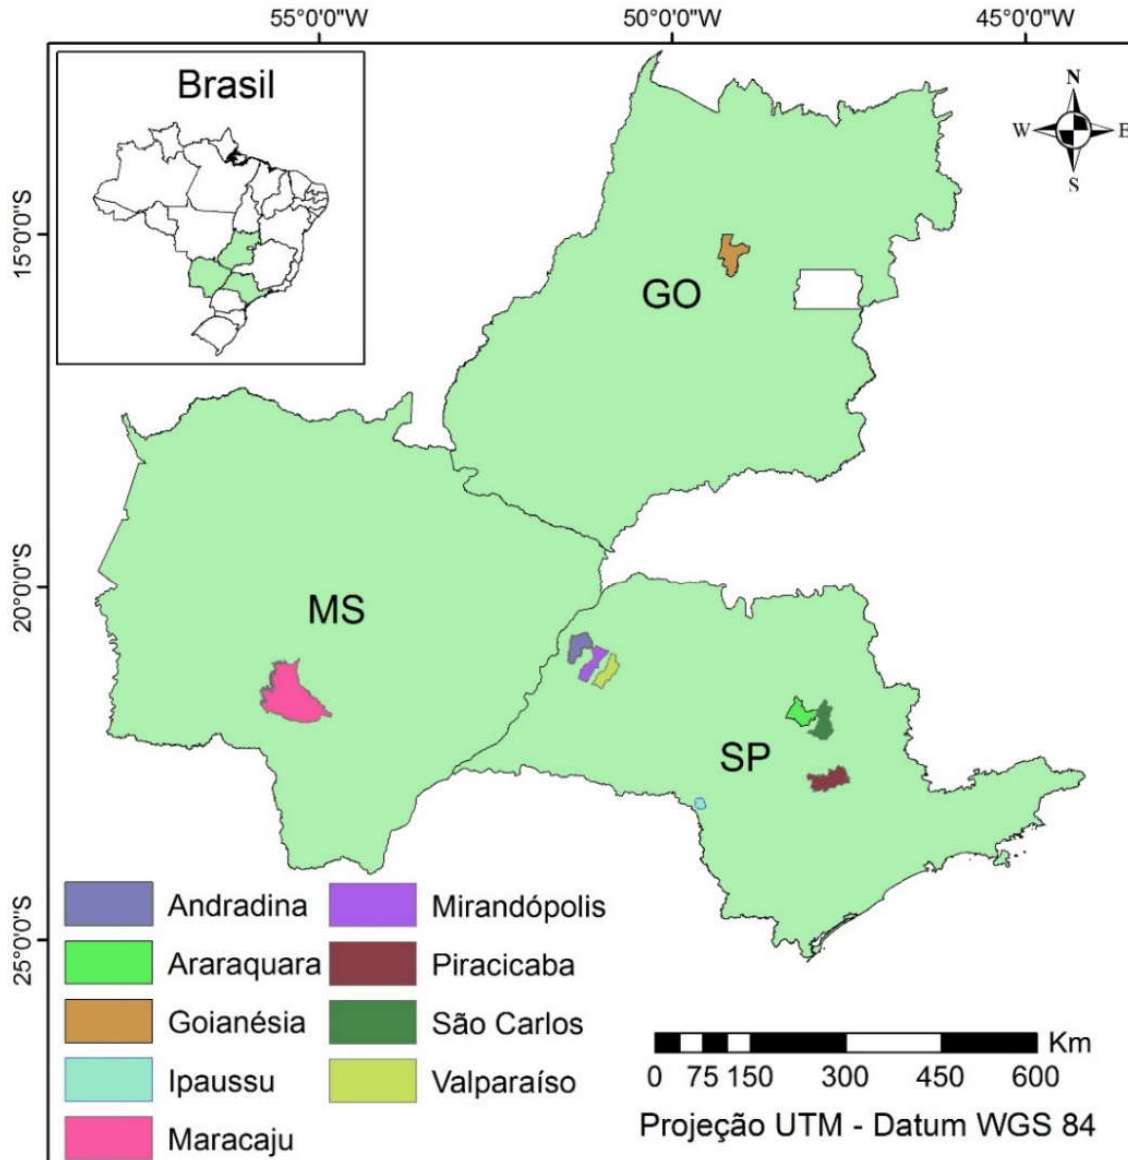 55°0'0"W 50°0'0"W 45°0'0"W
Brasil
N
W E
S
15°0'0"S
GO
20°0'0"S
MS
SP
25°0'0"S
Andradina Mirandópolis
Araraquara Piracicaba
Goianésia São Carlos
Ipaussu Valparaíso
Maracaju
Km
0 75 150 300 450 600
Projeção UTM - Datum WGS 84